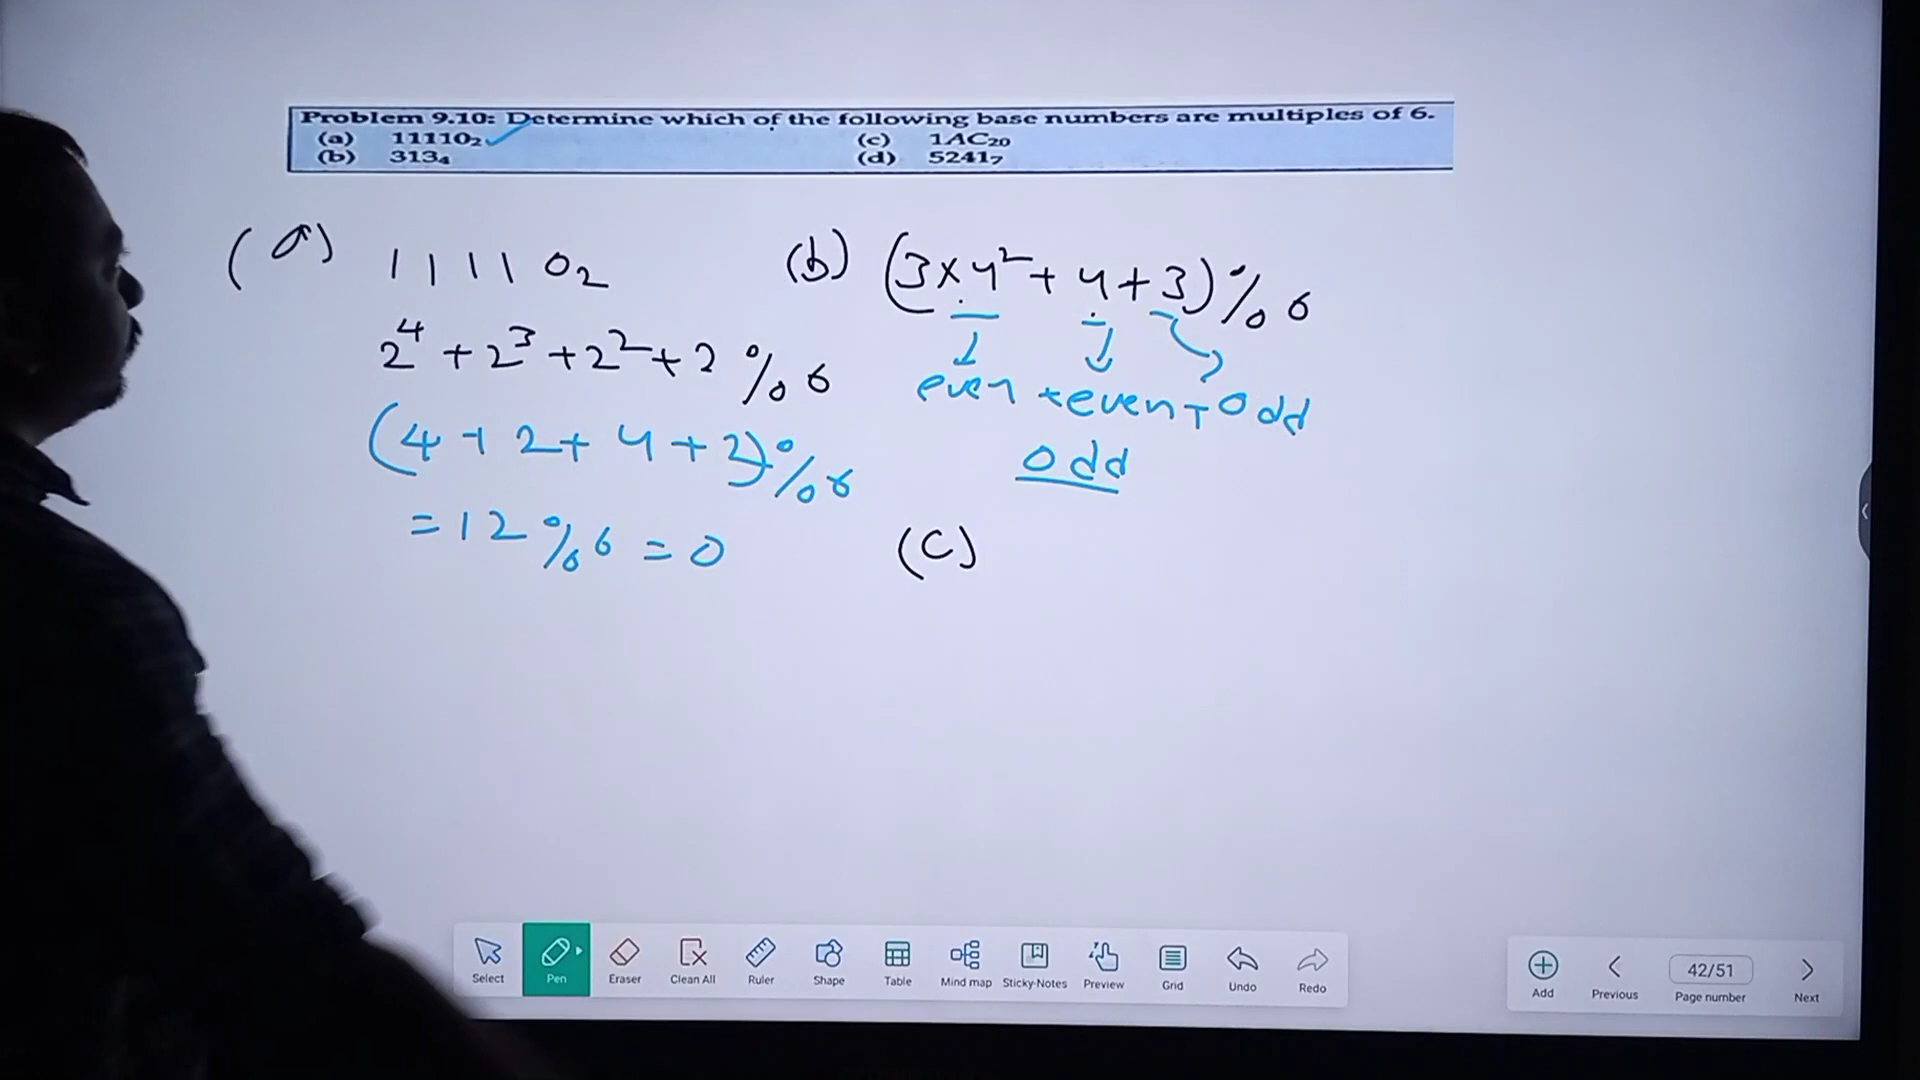 Problem 9.10: Determine which of the following base numbers are multiples of 6.
(a) 11110₂ (c) 1AC₂₀
(b) 313₄ (d) 5241₇
(a) 11110₂
2⁴ + 2³ + 2² + 2 % 6
(4 + 2 + 4 + 2) % 6
= 12 % 6 = 0
(b) (3 × 4² + 4 + 3) % 6
even + even + odd
odd
(C)
Select Pen Eraser Clean All Ruler Shape Table Mind map Sticky-Notes Preview Grid Undo Redo
Add Previous 42/51 Page number Next